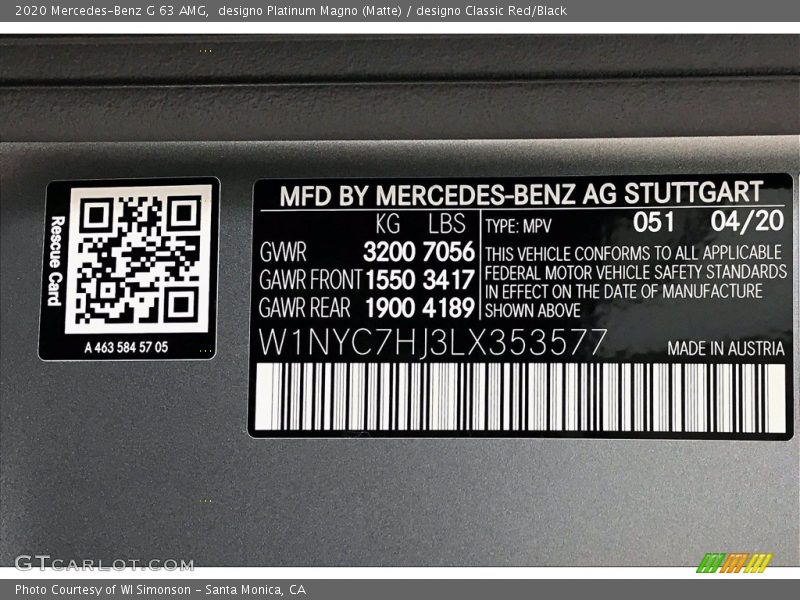 2020 Mercedes-Benz G 63 AMG, designo Platinum Magno (Matte) / designo Classic Red/Black
Rescue Card
A 463 584 57 05
MFD BY MERCEDES-BENZ AG STUTTGART
KG LBS
GVWR 3200 7056
GAWR FRONT 1550 3417
GAWR REAR 1900 4189
TYPE: MPV 051 04/20
THIS VEHICLE CONFORMS TO ALL APPLICABLE
FEDERAL MOTOR VEHICLE SAFETY STANDARDS
IN EFFECT ON THE DATE OF MANUFACTURE
SHOWN ABOVE
W1NYC7HJ3LX353577
MADE IN AUSTRIA
GTCARLOT.COM
Photo Courtesy of WI Simonson - Santa Monica, CA